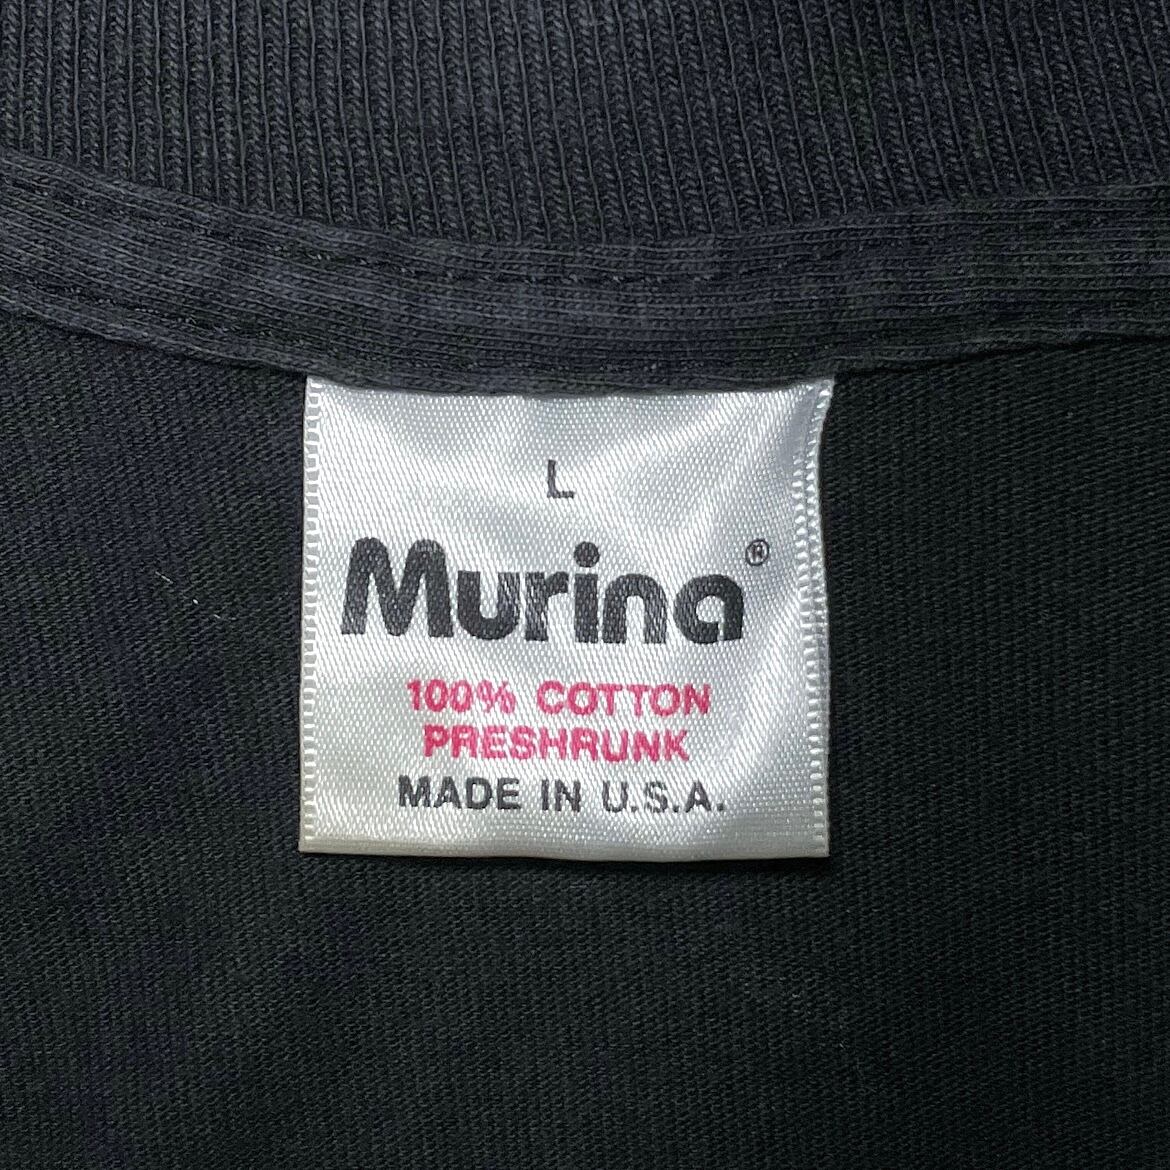 L
Murina®
100% COTTON
PRESHRUNK
MADE IN U.S.A.